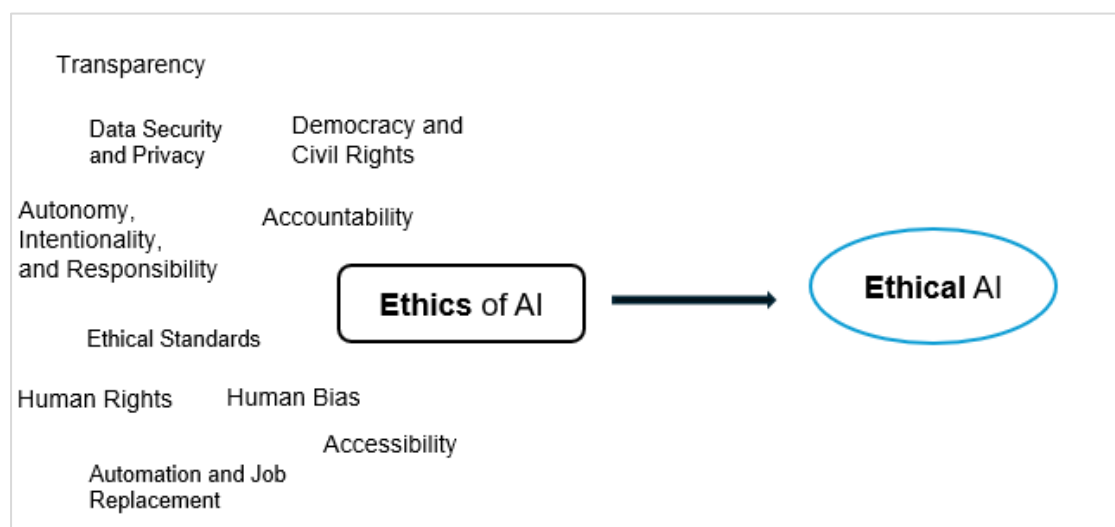 Transparency
Data Security
and Privacy
Democracy and
Civil Rights
Autonomy,
Intentionality,
and Responsibility
Accountability
Ethics of AI
Ethical AI
Ethical Standards
Human Rights
Human Bias
Accessibility
Automation and Job
Replacement